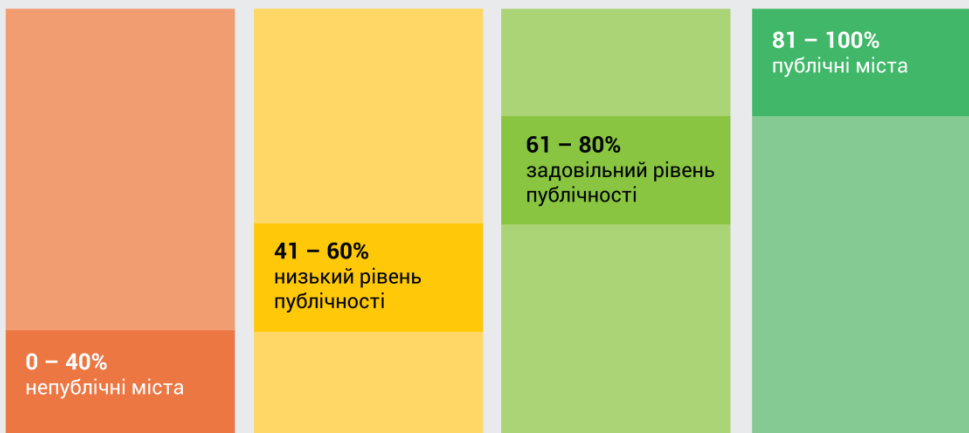 0 – 40%
непублічні міста
41 – 60%
низький рівень
публічності
61 – 80%
задовільний рівень
публічності
81 – 100%
публічні міста